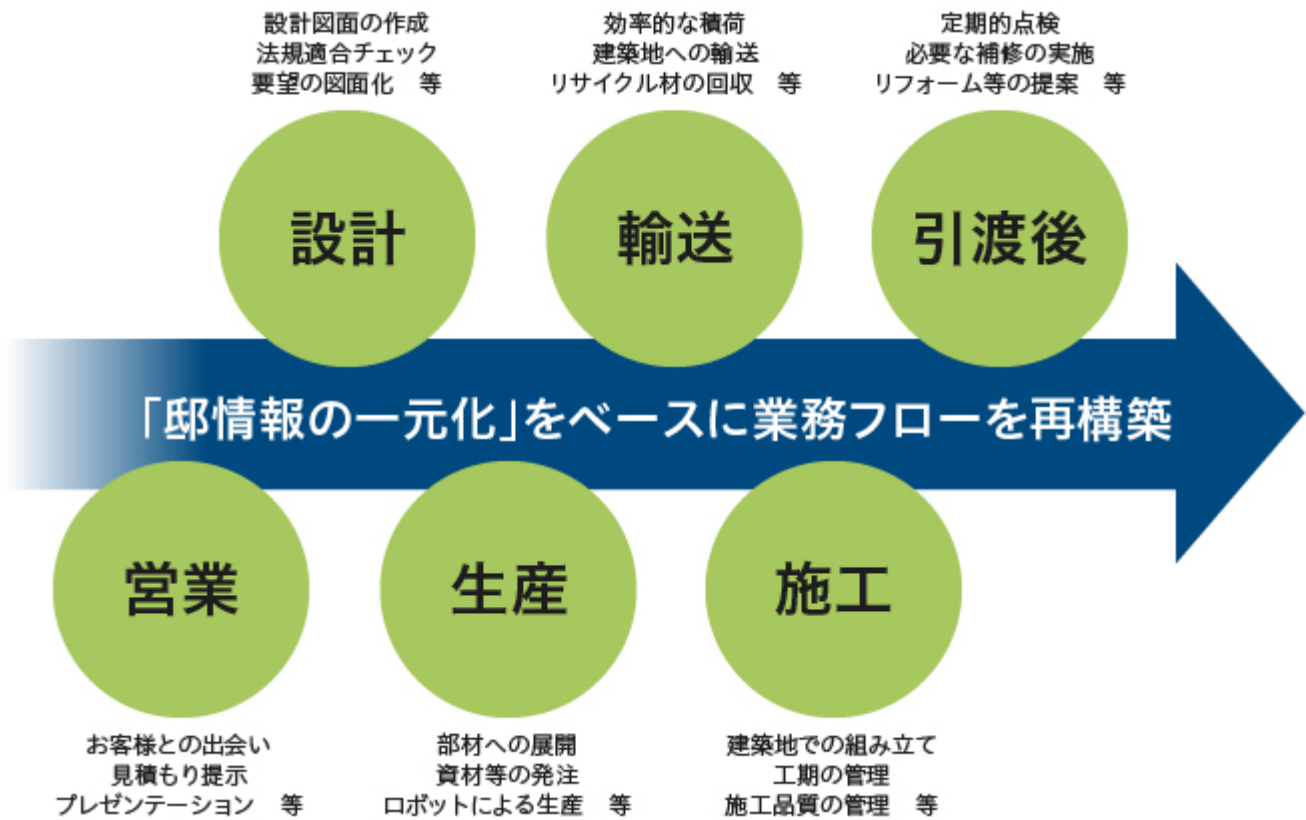 設計図面の作成
法規適合チェック
要望の図面化　等
効率的な積荷
建築地への輸送
リサイクル材の回収　等
定期的点検
必要な補修の実施
リフォーム等の提案　等
設計
輸送
引渡後
「邸情報の一元化」をベースに業務フローを再構築
営業
生産
施工
お客様との出会い
見積もり提示
プレゼンテーション　等
部材への展開
資材等の発注
ロボットによる生産　等
建築地での組み立て
工期の管理
施工品質の管理　等